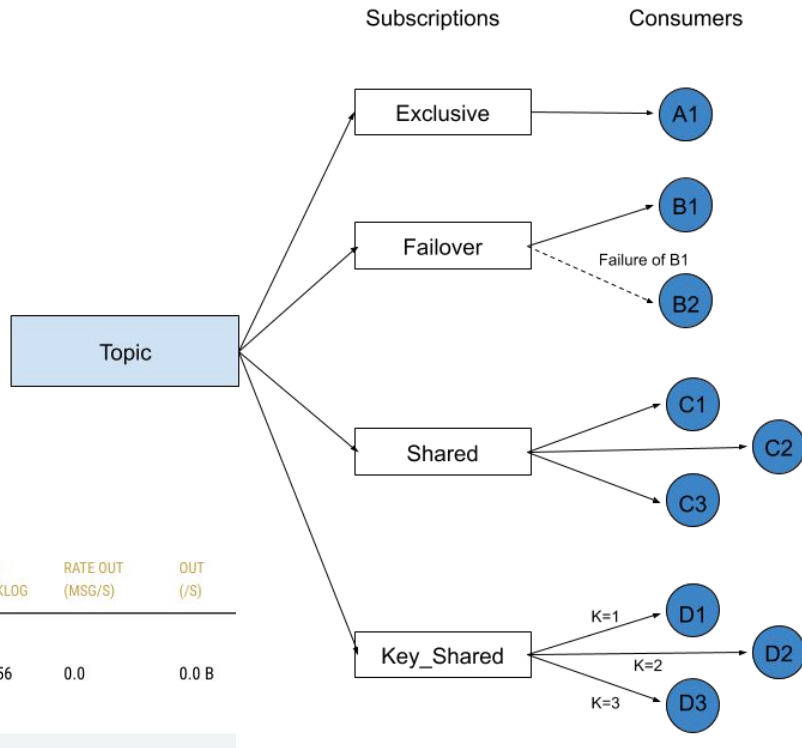 Subscriptions
Consumers
Exclusive
A1
Failover
B1
Failure of B1
B2
Topic
Shared
C1
C2
C3
KLOG
RATE OUT
(MSG/S)
OUT
(/S)
56
0.0
0.0 B
Key_Shared
K=1
D1
K=2
D2
K=3
D3